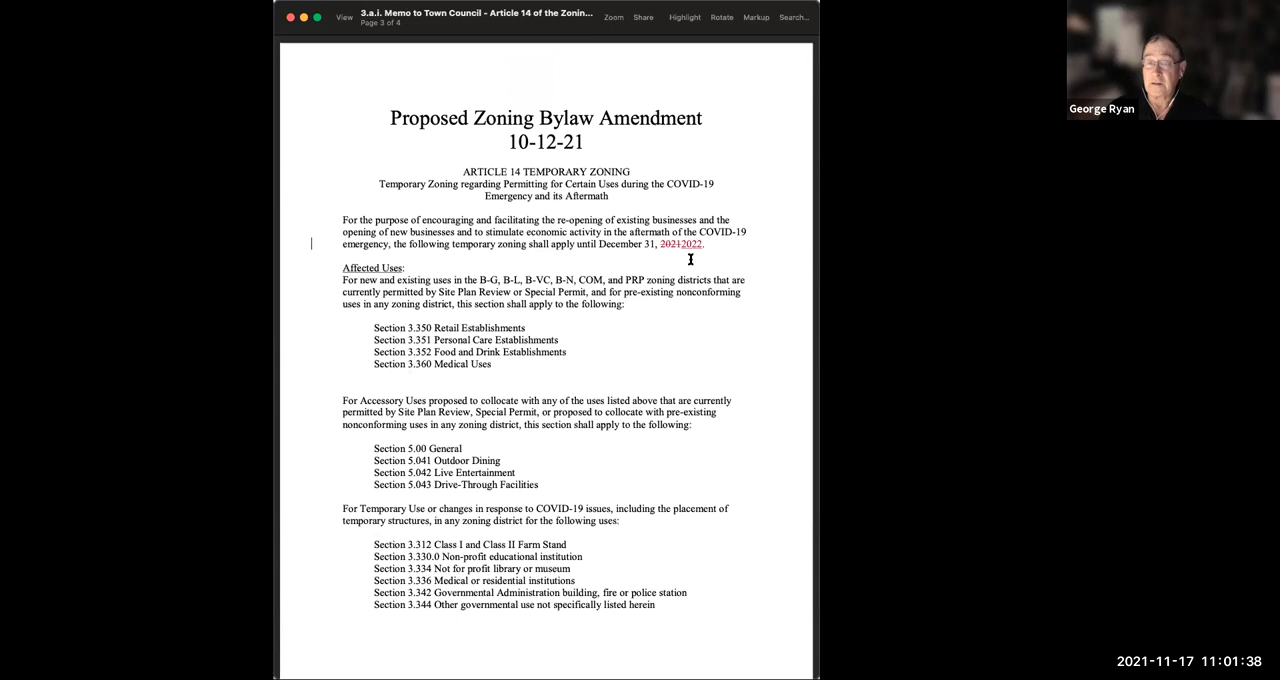 View
3.a.i. Memo to Town Council - Article 14 of the Zonin...
Page 3 of 4
Zoom
Share
Highlight
Rotate
Markup
Search...
George Ryan
Proposed Zoning Bylaw Amendment
10-12-21
ARTICLE 14 TEMPORARY ZONING
Temporary Zoning regarding Permitting for Certain Uses during the COVID-19
Emergency and its Aftermath
For the purpose of encouraging and facilitating the re-opening of existing businesses and the
opening of new businesses and to stimulate economic activity in the aftermath of the COVID-19
emergency, the following temporary zoning shall apply until December 31, 20212022.
Affected Uses:
For new and existing uses in the B-G, B-L, B-VC, B-N, COM, and PRP zoning districts that are
currently permitted by Site Plan Review or Special Permit, and for pre-existing nonconforming
uses in any zoning district, this section shall apply to the following:
Section 3.350 Retail Establishments
Section 3.351 Personal Care Establishments
Section 3.352 Food and Drink Establishments
Section 3.360 Medical Uses
For Accessory Uses proposed to collocate with any of the uses listed above that are currently
permitted by Site Plan Review, Special Permit, or proposed to collocate with pre-existing
nonconforming uses in any zoning district, this section shall apply to the following:
Section 5.00 General
Section 5.041 Outdoor Dining
Section 5.042 Live Entertainment
Section 5.043 Drive-Through Facilities
For Temporary Use or changes in response to COVID-19 issues, including the placement of
temporary structures, in any zoning district for the following uses:
Section 3.312 Class I and Class II Farm Stand
Section 3.330.0 Non-profit educational institution
Section 3.334 Not for profit library or museum
Section 3.336 Medical or residential institutions
Section 3.342 Governmental Administration building, fire or police station
Section 3.344 Other governmental use not specifically listed herein
2021-11-17 11:01:38